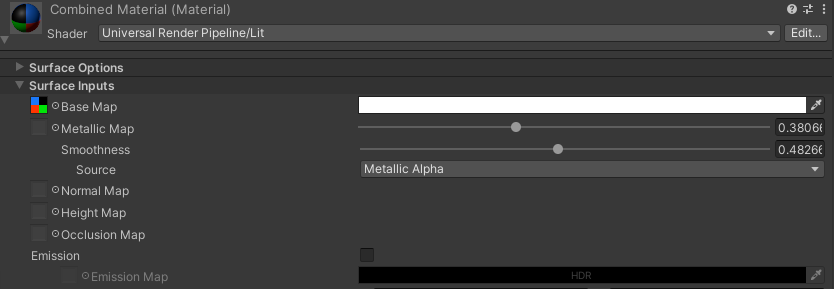 Combined Material (Material)
Shader Universal Render Pipeline/Lit Edit...
Surface Options
Surface Inputs
Base Map
Metallic Map 0.38066
Smoothness 0.48266
Source Metallic Alpha
Normal Map
Height Map
Occlusion Map
Emission
Emission Map HDR